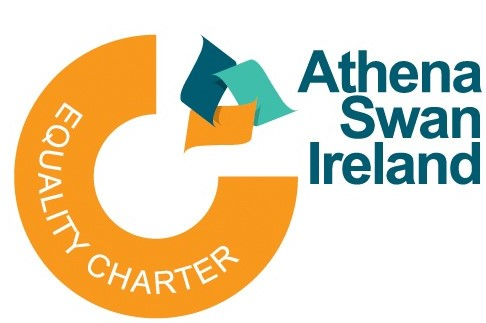 Athena
Swan
Ireland
EQUALITY CHARTER